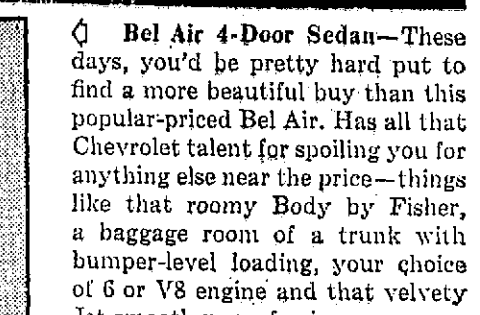 Bel Air 4-Door Sedan—These
days, you'd be pretty hard put to
find a more beautiful buy than this
popular-priced Bel Air. Has all that
Chevrolet talent for spoiling you for
anything else near the price—things
like that roomy Body by Fisher,
a baggage room of a trunk with
bumper-level loading, your choice
of 6 or V8 engine and that velvety